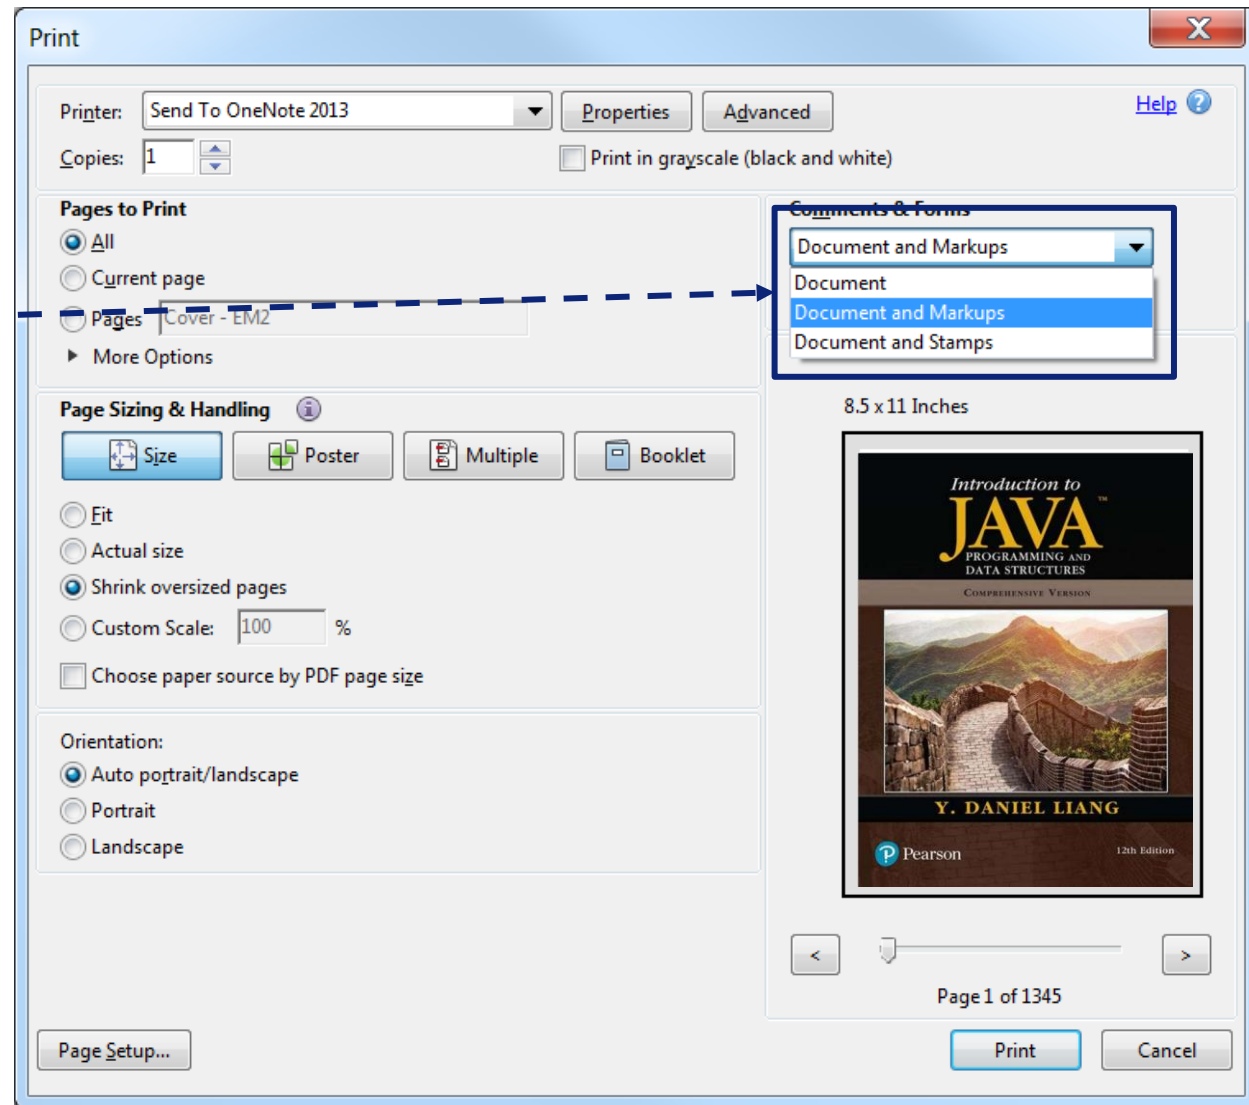 Print
X
Printer: Send To OneNote 2013 Properties Advanced Help ?
Copies: 1 Print in grayscale (black and white)
Pages to Print
All
Current page
Pages Cover - EM2
More Options
Comments & Forms
Document and Markups
Document
Document and Markups
Document and Stamps
Page Sizing & Handling i
Size Poster Multiple Booklet
Fit
Actual size
Shrink oversized pages
Custom Scale: 100 %
Choose paper source by PDF page size
Orientation:
Auto portrait/landscape
Portrait
Landscape
8.5 x 11 Inches
Introduction to
JAVA™
PROGRAMMING AND
DATA STRUCTURES
COMPREHENSIVE VERSION
Y. DANIEL LIANG
P Pearson 12th Edition
< >
Page 1 of 1345
Page Setup... Print Cancel